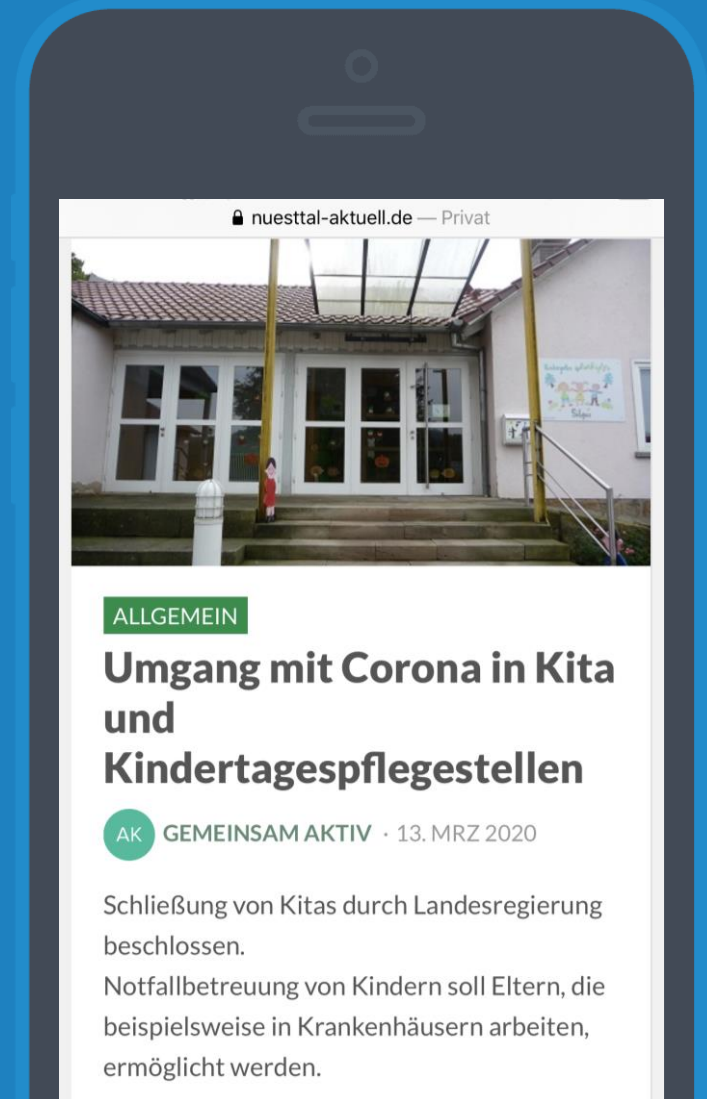 nuesttal-aktuell.de — Privat
ALLGEMEIN
Umgang mit Corona in Kita
und
Kindertagespflegestellen
AK GEMEINSAM AKTIV · 13. MRZ 2020
Schließung von Kitas durch Landesregierung
beschlossen.
Notfallbetreuung von Kindern soll Eltern, die
beispielsweise in Krankenhäusern arbeiten,
ermöglicht werden.